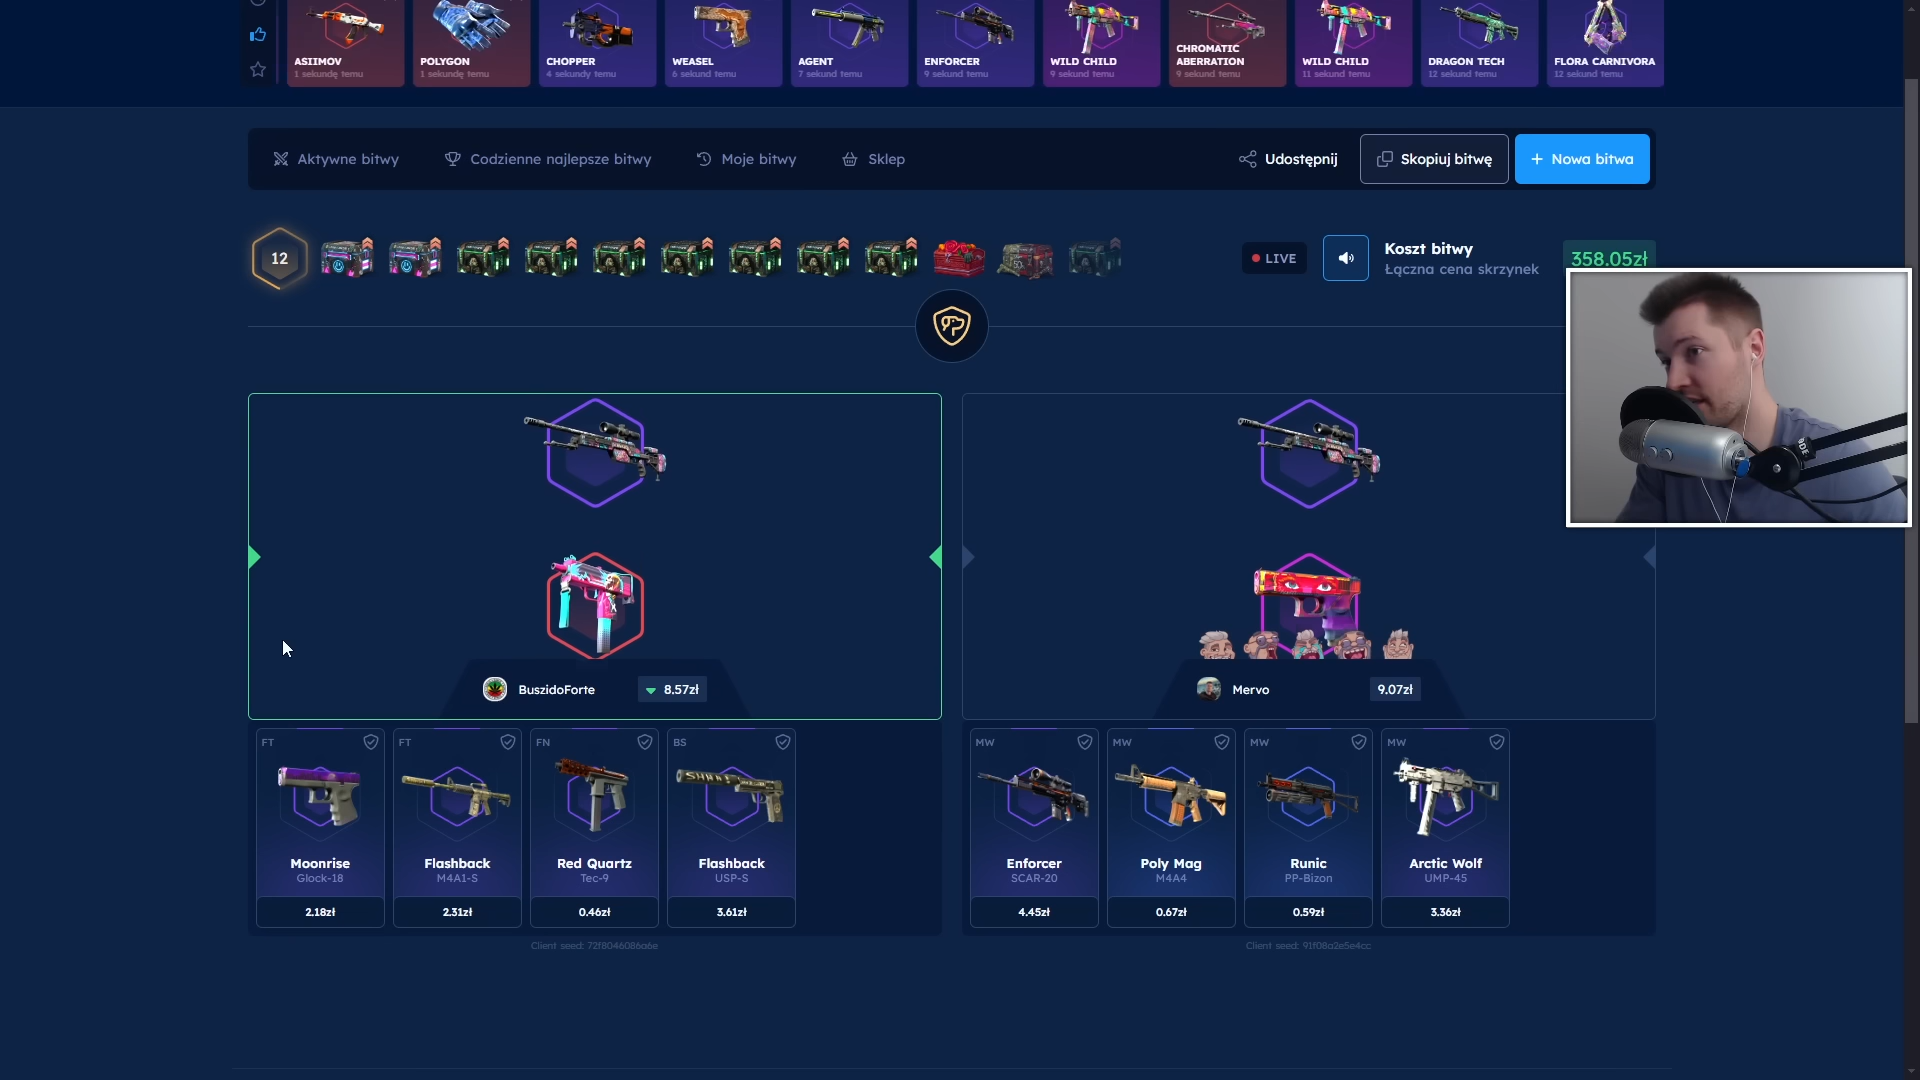 ASIIMOV
1 sekundę temu
POLYGON
1 sekundę temu
CHOPPER
4 sekundy temu
WEASEL
6 sekund temu
AGENT
7 sekund temu
ENFORCER
9 sekund temu
WILD CHILD
9 sekund temu
CHROMATIC
ABERRATION
9 sekund temu
WILD CHILD
11 sekund temu
DRAGON TECH
12 sekund temu
FLORA CARNIVORA
12 sekund temu
Aktywne bitwy
Codzienne najlepsze bitwy
Moje bitwy
Sklep
Udostępnij
Skopiuj bitwę
+ Nowa bitwa
12
LIVE
Koszt bitwy
Łączna cena skrzynek
358.05zł
BuszidoForte
8.57zł
Mervo
9.07zł
FT
Moonrise
Glock-18
2.18zł
FT
Flashback
M4A1-S
2.31zł
FN
Red Quartz
Tec-9
0.46zł
BS
Flashback
USP-S
3.61zł
MW
Enforcer
SCAR-20
4.45zł
MW
Poly Mag
M4A4
0.67zł
MW
Runic
PP-Bizon
0.59zł
MW
Arctic Wolf
UMP-45
3.36zł
Client seed: 72f8046086a6e
Client seed: 91f08a2e5e4cc